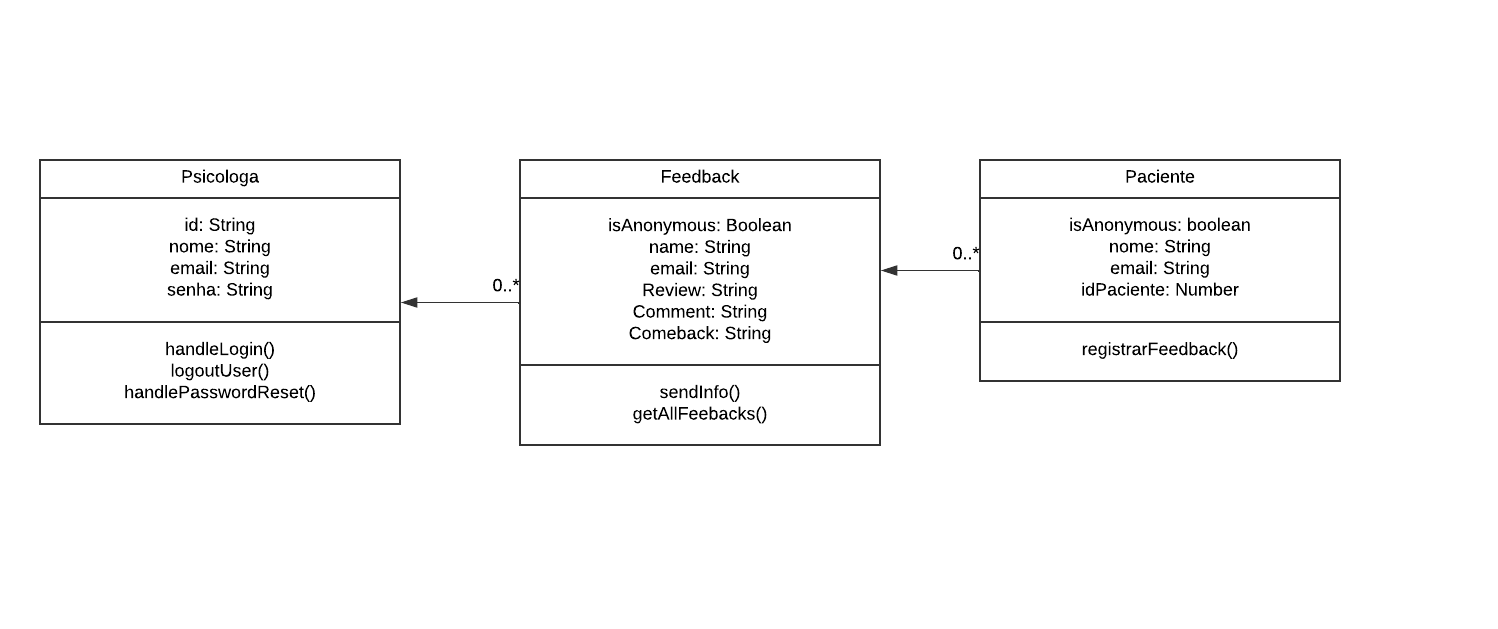 Psicologa
id: String
nome: String
email: String
senha: String
handleLogin()
logoutUser()
handlePasswordReset()
0..*
Feedback
isAnonymous: Boolean
name: String
email: String
Review: String
Comment: String
Comeback: String
sendInfo()
getAllFeebacks()
0..*
Paciente
isAnonymous: boolean
nome: String
email: String
idPaciente: Number
registrarFeedback()